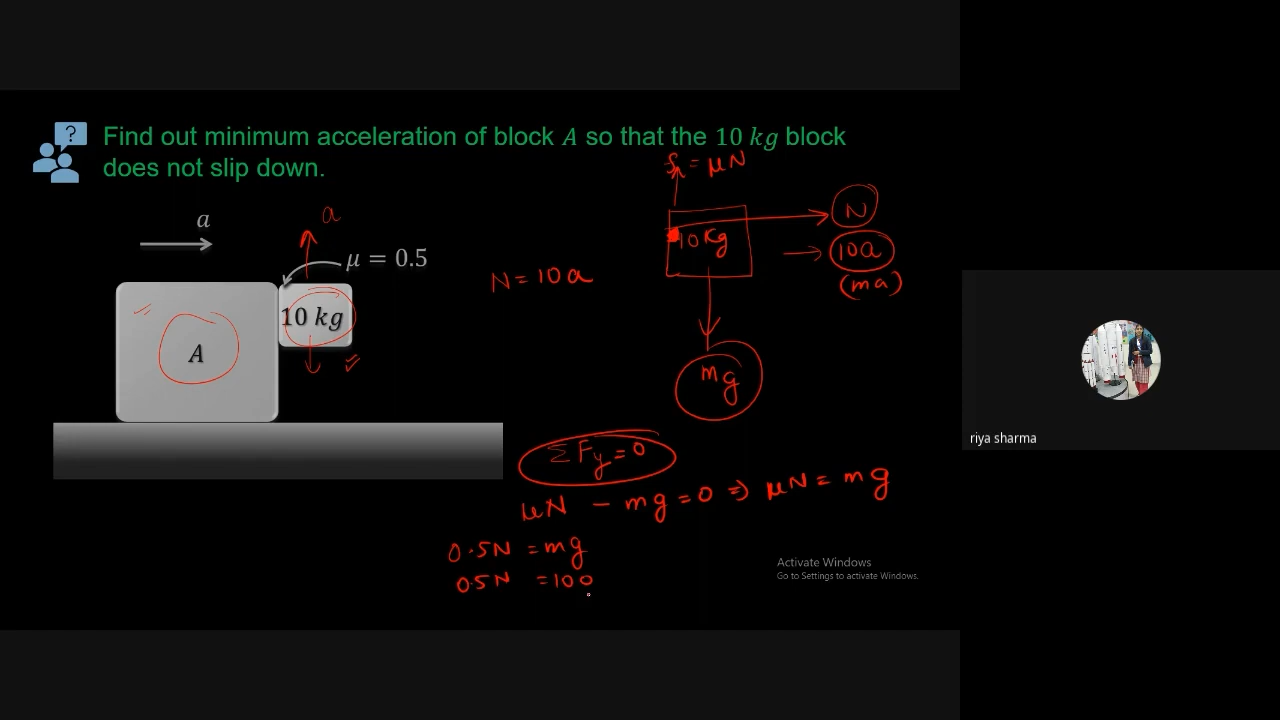 ?
Find out minimum acceleration of block A so that the 10 kg block
does not slip down.
a
a
μ = 0.5
10 kg
A
N = 10a
= μN
10 Kg
N
10a
(ma)
mg
ΣFy = 0
μN - mg = 0 ⇒ μN = mg
0.5N = mg
0.5N = 100
Activate Windows
Go to Settings to activate Windows.
riya sharma